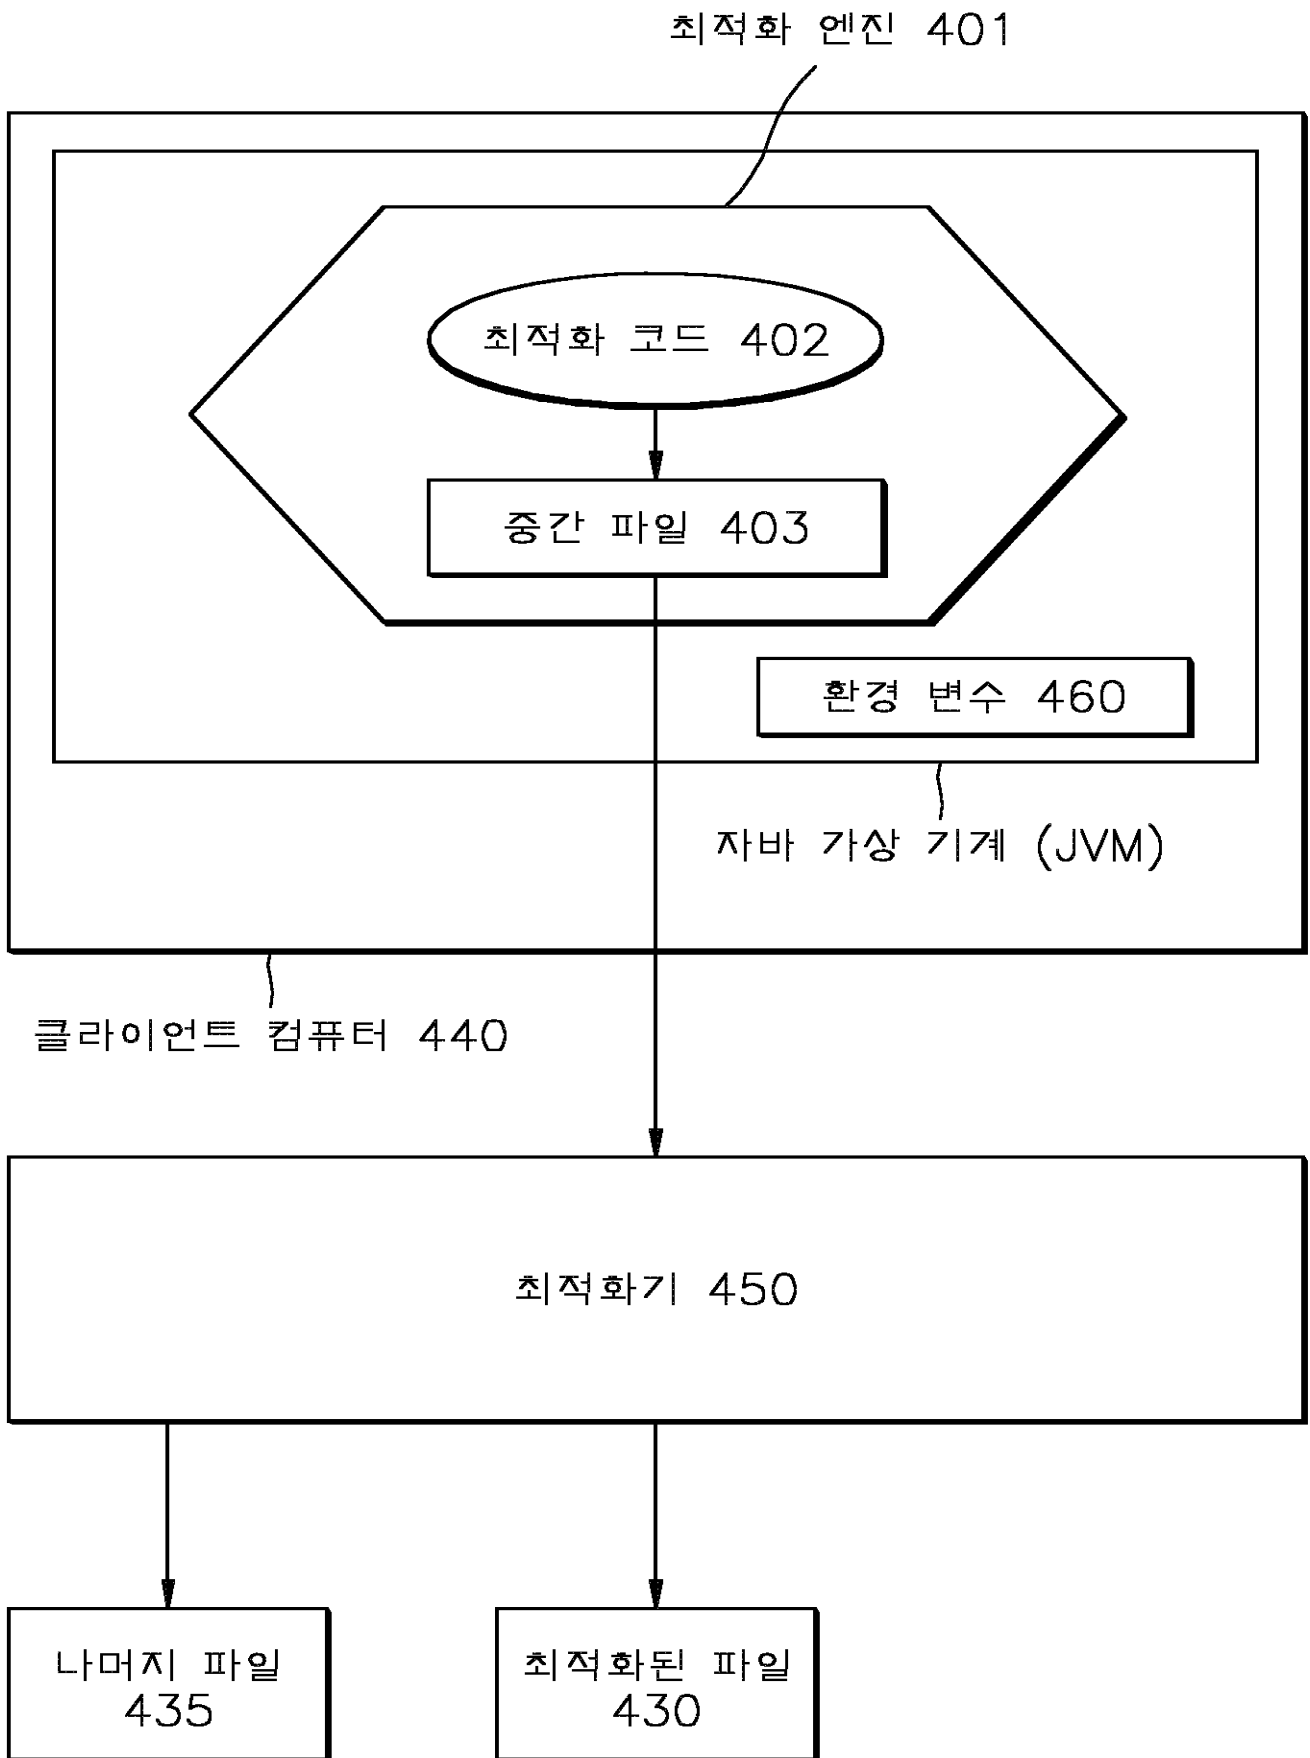 최적화 엔진 401
최적화 코드 402
중간 파일 403
환경 변수 460
자바 가상 기계 (JVM)
클라이언트 컴퓨터 440
최적화기 450
나머지 파일
435
최적화된 파일
430